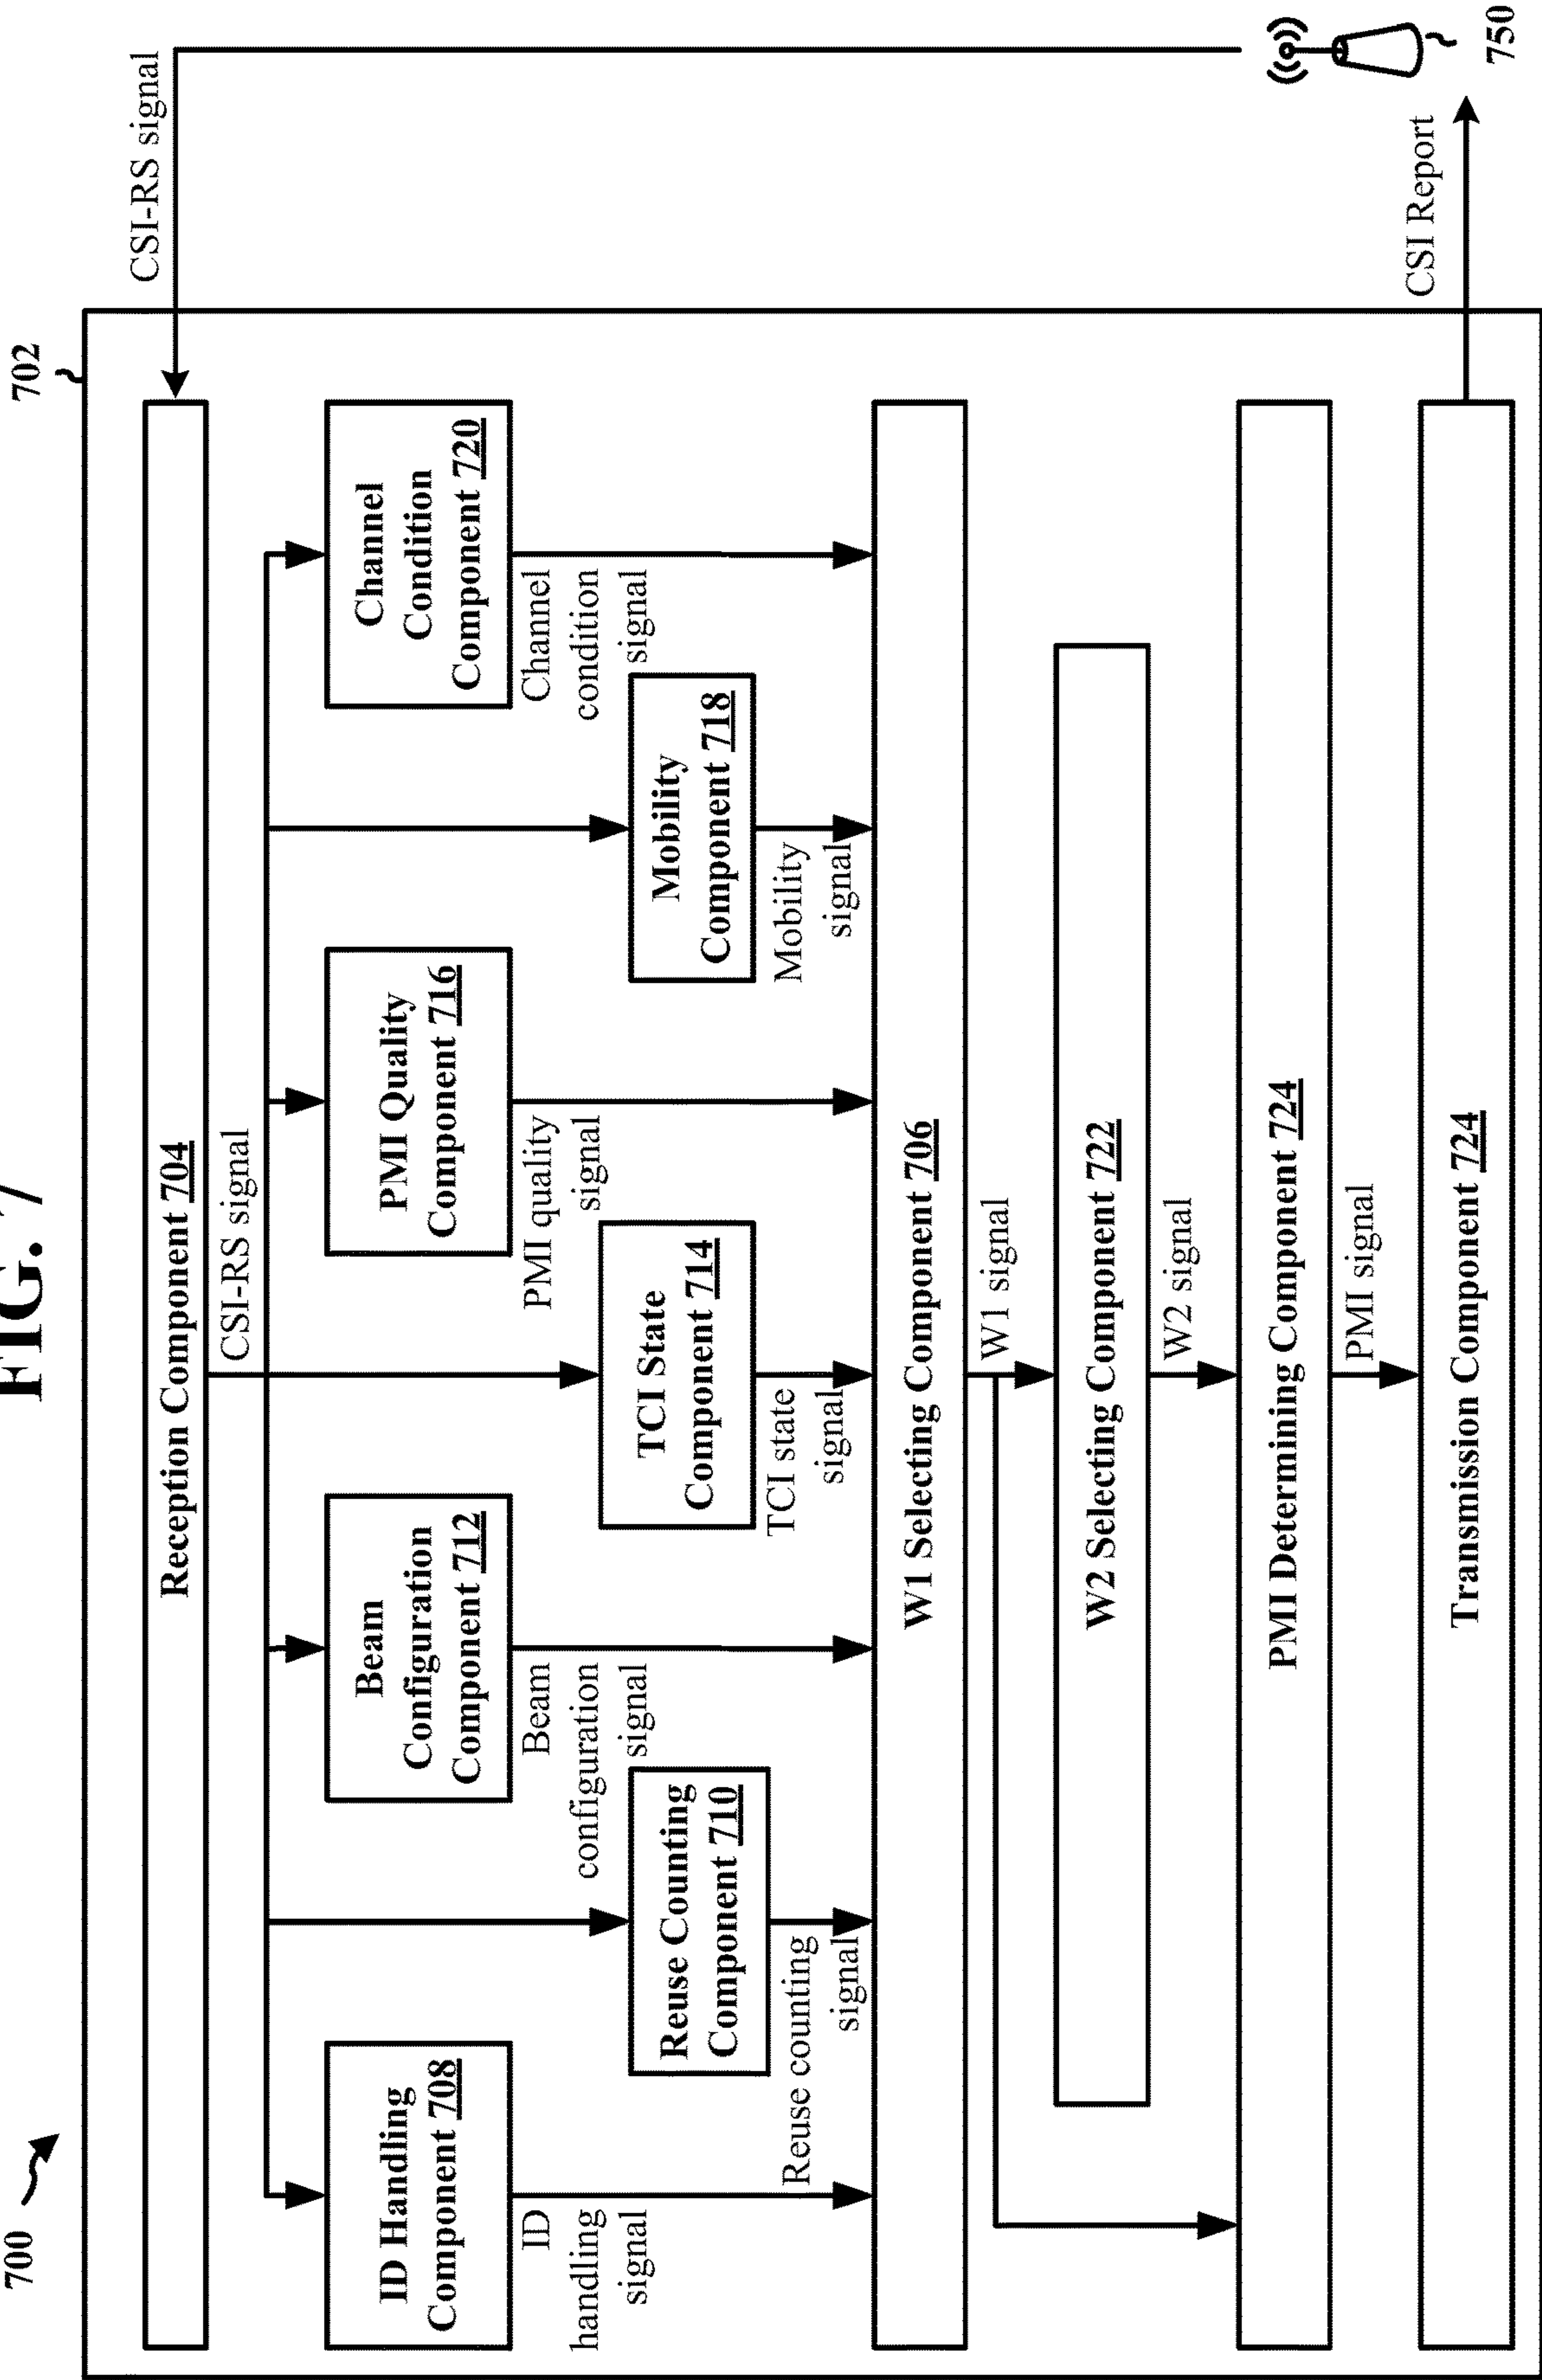 FIG. 7
700
702
CSI-RS signal
Reception Component 704
CSI-RS signal
ID Handling
Component 708
Beam
Configuration
Component 712
PMI Quality
Component 716
Channel
Condition
Component 720
ID
handling
signal
Reuse Counting
Component 710
Reuse counting
signal
Beam
configuration
signal
TCI State
Component 714
TCI state
signal
PMI quality
signal
Mobility
Component 718
Mobility
signal
Channel
condition
signal
W1 Selecting Component 706
W1 signal
W2 Selecting Component 722
W2 signal
PMI Determining Component 724
PMI signal
Transmission Component 724
CSI Report
750